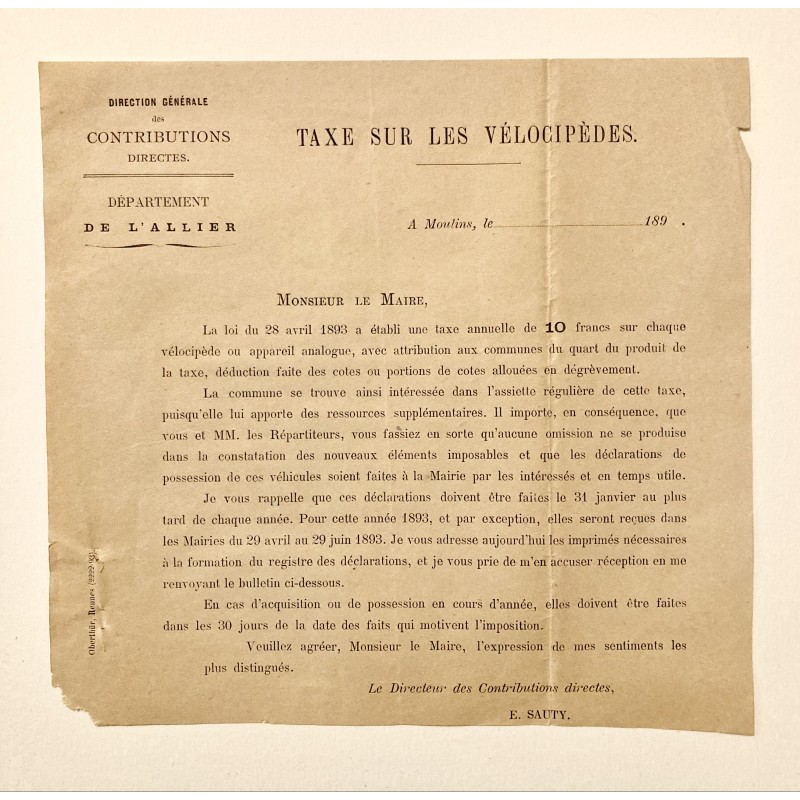 DIRECTION GÉNÉRALE
des
CONTRIBUTIONS
DIRECTES.
DÉPARTEMENT
DE L'ALLIER
TAXE SUR LES VÉLOCIPÈDES.
A Moulins, le 189 .
MONSIEUR LE MAIRE,
La loi du 28 avril 1893 a établi une taxe annuelle de 10 francs sur chaque
vélocipède ou appareil analogue, avec attribution aux communes du quart du produit de
la taxe, déduction faite des cotes ou portions de cotes allouées en dégrèvement.
La commune se trouve ainsi intéressée dans l'assiette régulière de cette taxe,
puisqu'elle lui apporte des ressources supplémentaires. Il importe, en conséquence, que
vous et MM. les Répartiteurs, vous fassiez en sorte qu'aucune omission ne se produise
dans la constatation des nouveaux éléments imposables et que les déclarations de
possession de ces véhicules soient faites à la Mairie par les intéressés et en temps utile.
Je vous rappelle que ces déclarations doivent être faites le 31 janvier au plus
tard de chaque année. Pour cette année 1893, et par exception, elles seront reçues dans
les Mairies du 29 avril au 29 juin 1893. Je vous adresse aujourd'hui les imprimés nécessaires
à la formation du registre des déclarations, et je vous prie de m'en accuser réception en me
renvoyant le bulletin ci-dessous.
En cas d'acquisition ou de possession en cours d'année, elles doivent être faites
dans les 30 jours de la date des faits qui motivent l'imposition.
Veuillez agréer, Monsieur le Maire, l'expression de mes sentiments les
plus distingués.
Le Directeur des Contributions directes,
E. SAUTY.
Oberthür, Rennes (2222-93).